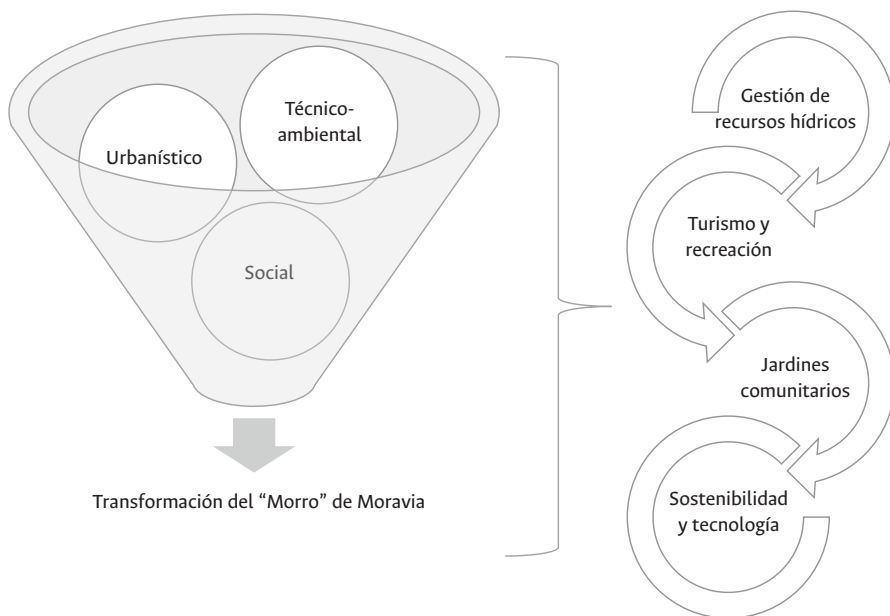 Técnico-
ambiental
Urbanístico
Social
Transformación del “Morro” de Moravia
Gestión de
recursos hídricos
Turismo y
recreación
Jardines
comunitarios
Sostenibilidad
y tecnología